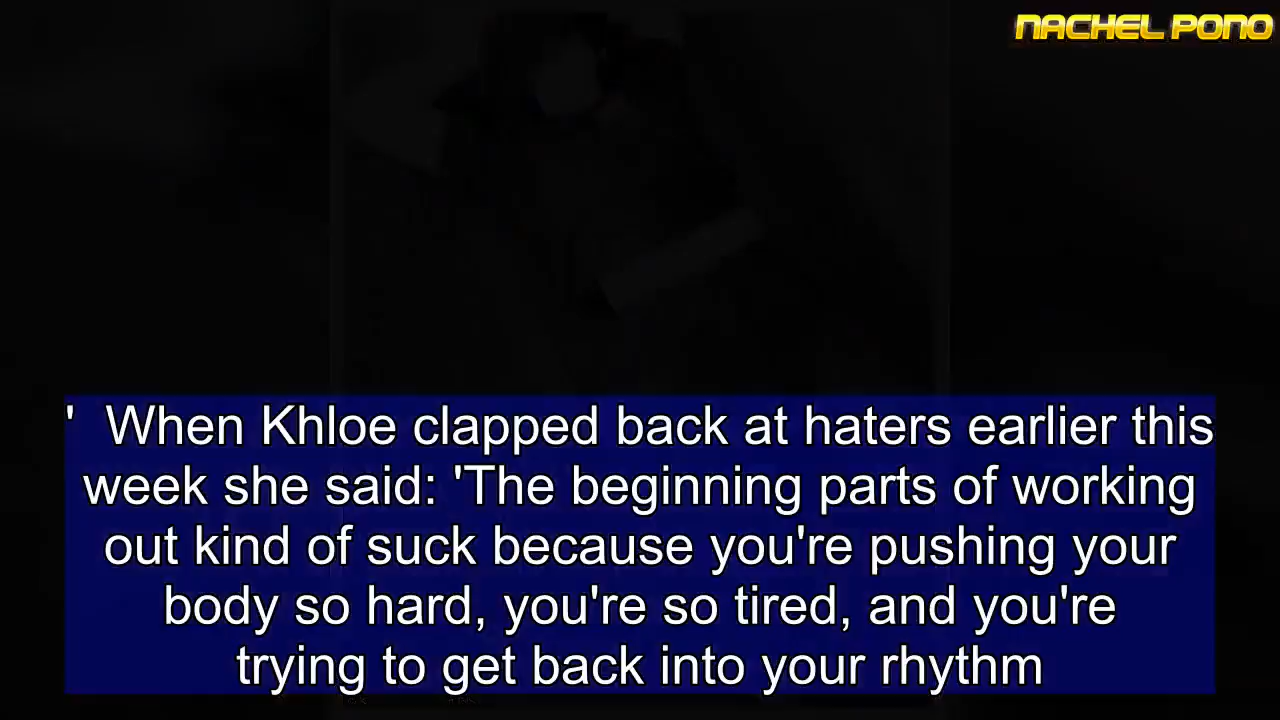 NACHEL PONO
' When Khloe clapped back at haters earlier this
week she said: 'The beginning parts of working
out kind of suck because you're pushing your
body so hard, you're so tired, and you're
trying to get back into your rhythm